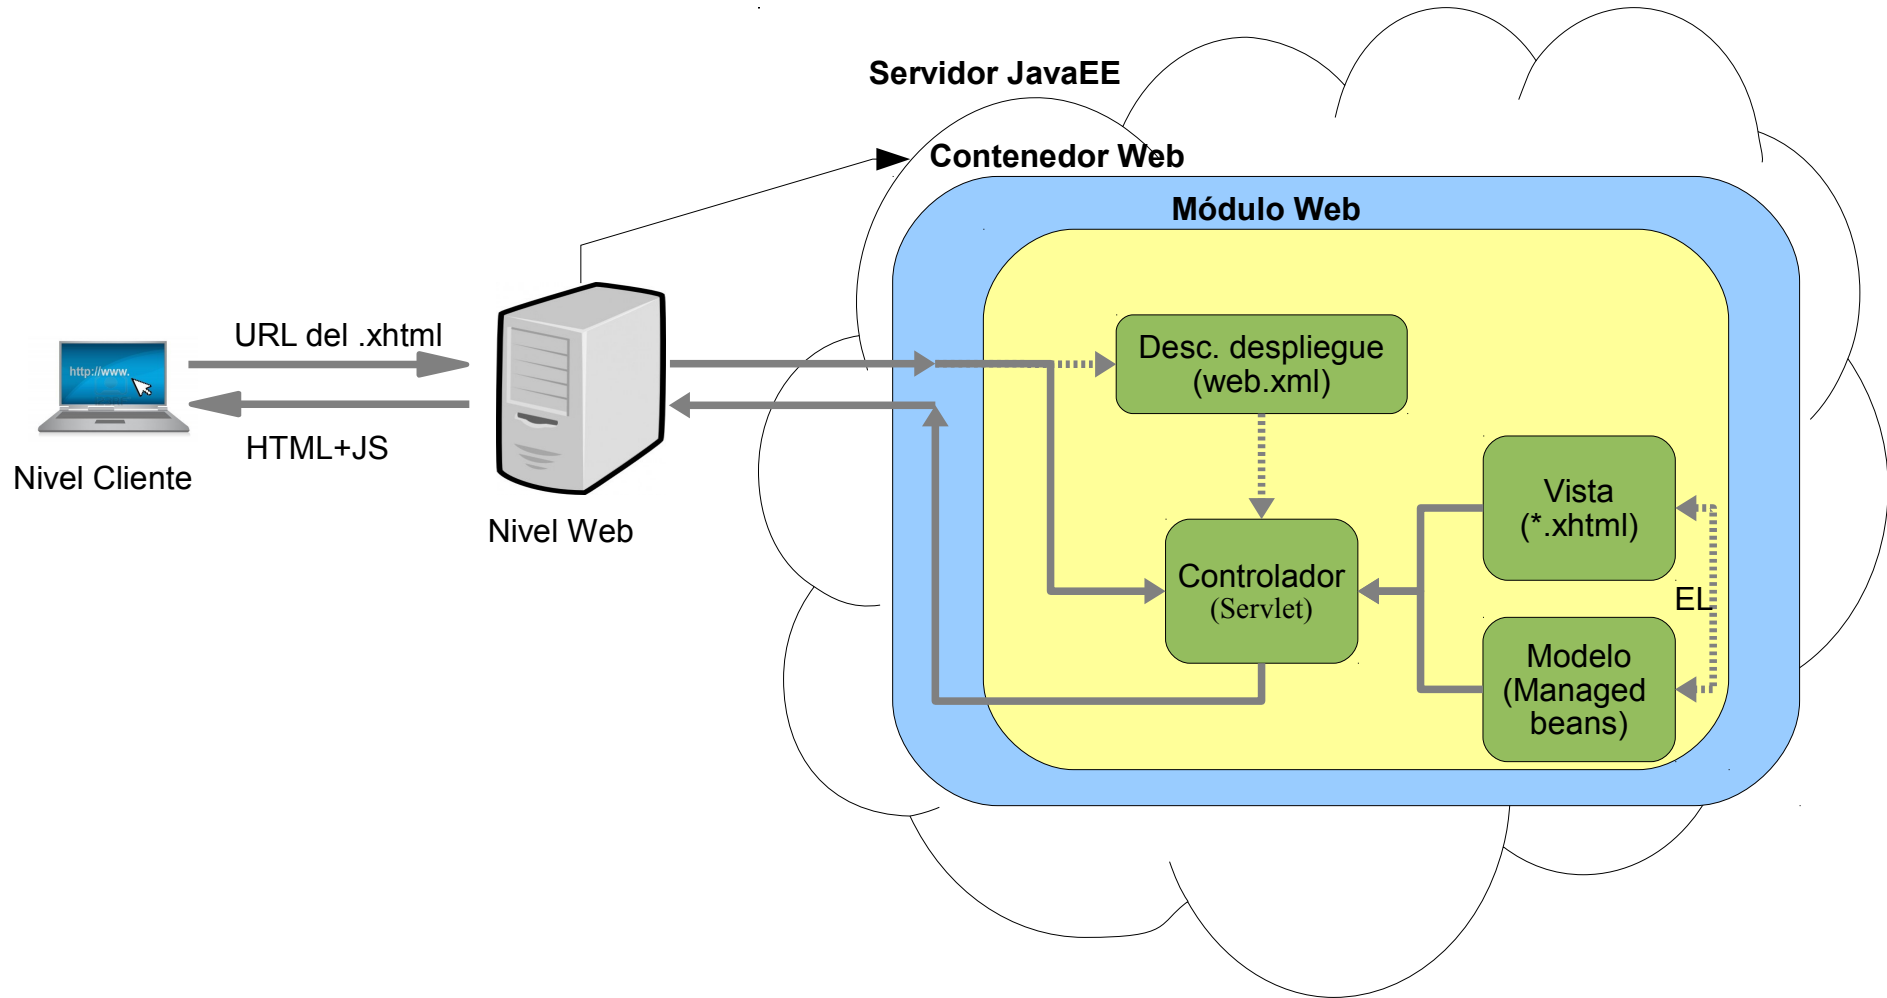 Servidor JavaEE
Contenedor Web
Módulo Web
URL del .xhtml
http://www.
HTML+JS
Nivel Cliente
Nivel Web
Desc. despliegue
(web.xml)
Vista
(*.xhtml)
Controlador
(Servlet)
EL
Modelo
(Managed
beans)